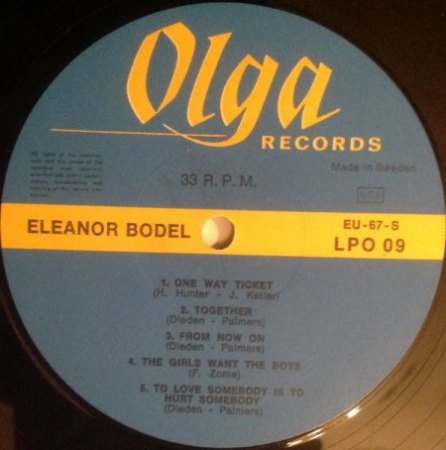 Olga
RECORDS
33 R. P. M.
Made in Sweden
NCB
ELEANOR BODEL
EU-67-S
LPO 09
1. ONE WAY TICKET
(H. Hunter - J. Keller)
2. TOGETHER
(Dieden - Palmers)
3. FROM NOW ON
(Dieden - Palmers)
4. THE GIRLS WANT THE BOYS
(F. Zome)
5. TO LOVE SOMEBODY IS TO
HURT SOMEBODY
(Dieden - Palmers)